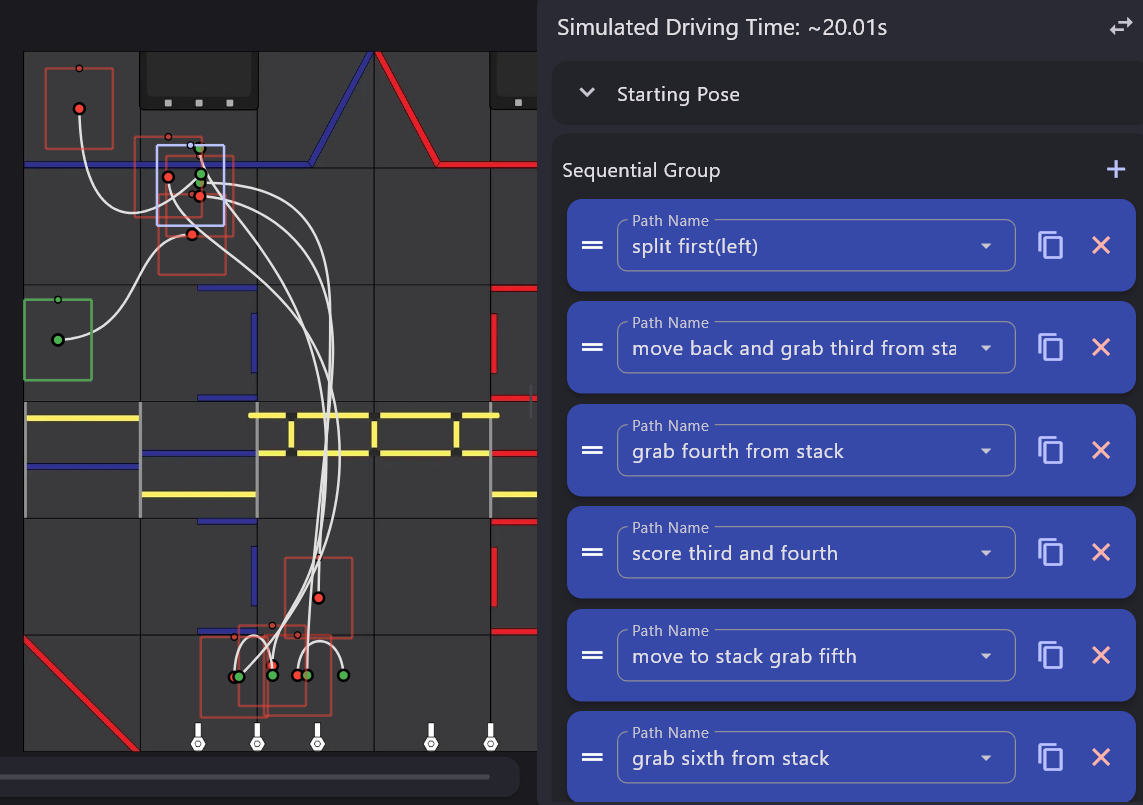 Simulated Driving Time: ~20.01s
Starting Pose
Sequential Group
Path Name
split first(left)
Path Name
move back and grab third from sta
Path Name
grab fourth from stack
Path Name
score third and fourth
Path Name
move to stack grab fifth
Path Name
grab sixth from stack